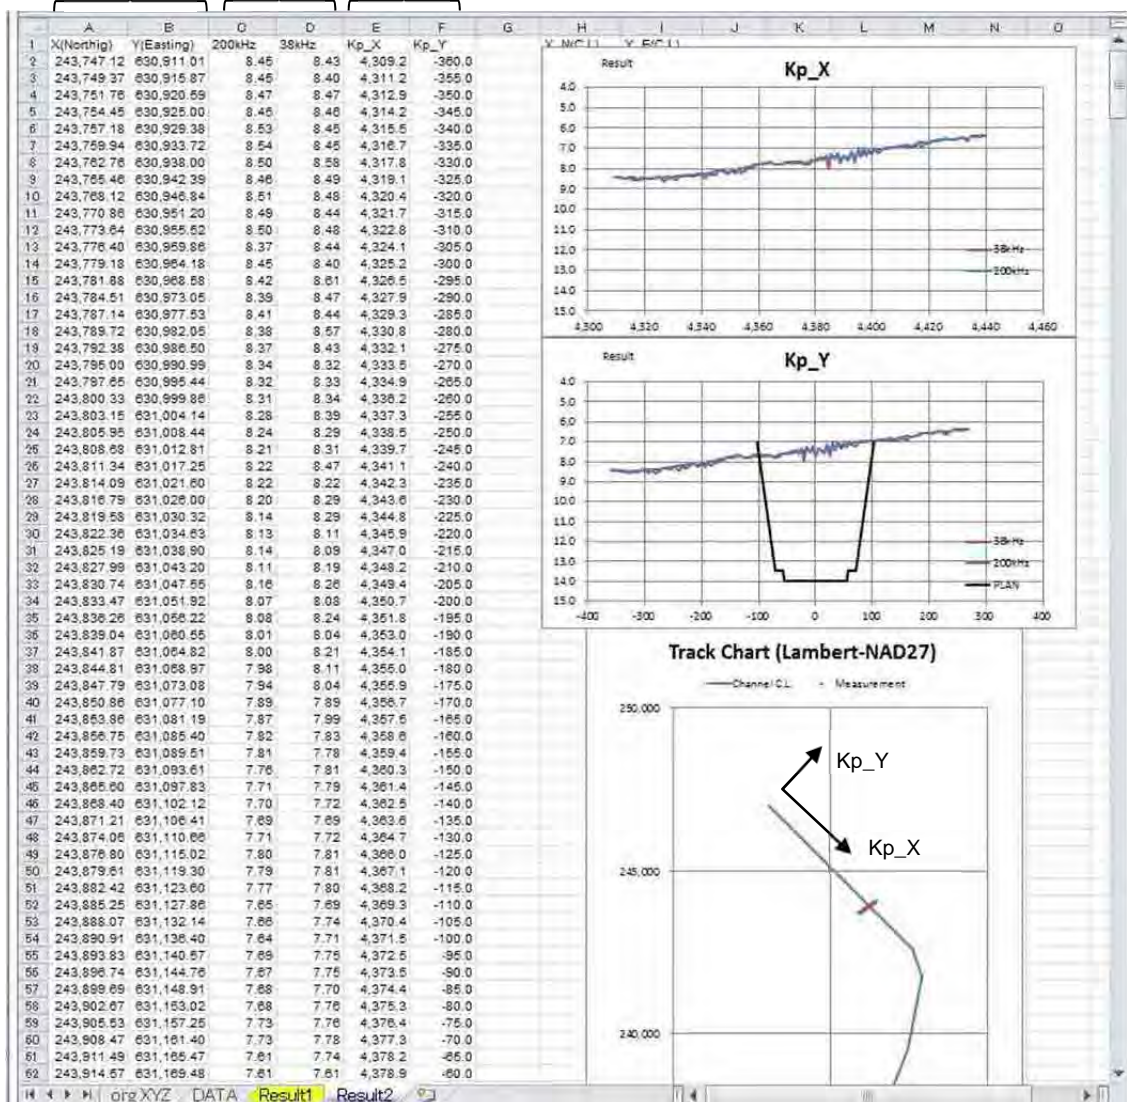 A B C D E F G H I J K L M N O
1 X(Northig) Y(Easting) 200kHz 38kHz Kp_X Kp_Y
2 243,747.12 630,911.01 8.45 8.43 4,309.2 -360.0
3 243,749.37 630,915.87 8.45 8.40 4,311.2 -355.0
4 243,751.76 630,920.59 8.47 8.47 4,312.9 -350.0
5 243,754.45 630,925.00 8.45 8.46 4,314.2 -345.0
6 243,757.18 630,929.38 8.53 8.45 4,315.5 -340.0
7 243,759.94 630,933.72 8.54 8.45 4,316.7 -335.0
8 243,762.76 630,938.00 8.50 8.58 4,317.8 -330.0
9 243,765.46 630,942.39 8.46 8.49 4,319.1 -325.0
10 243,768.12 630,946.84 8.51 8.48 4,320.4 -320.0
11 243,770.86 630,951.20 8.49 8.44 4,321.7 -315.0
12 243,773.64 630,955.52 8.50 8.48 4,322.8 -310.0
13 243,776.40 630,959.86 8.37 8.44 4,324.1 -305.0
14 243,779.18 630,964.18 8.45 8.40 4,325.2 -300.0
15 243,781.88 630,968.58 8.42 8.61 4,326.5 -295.0
16 243,784.51 630,973.05 8.39 8.47 4,327.9 -290.0
17 243,787.14 630,977.53 8.41 8.44 4,329.3 -285.0
18 243,789.72 630,982.05 8.38 8.57 4,330.8 -280.0
19 243,792.38 630,986.50 8.37 8.43 4,332.1 -275.0
20 243,795.00 630,990.99 8.34 8.32 4,333.5 -270.0
21 243,797.65 630,995.44 8.32 8.33 4,334.9 -265.0
22 243,800.33 630,999.86 8.31 8.34 4,336.2 -260.0
23 243,803.15 631,004.14 8.28 8.39 4,337.3 -255.0
24 243,805.95 631,008.44 8.24 8.29 4,338.5 -250.0
25 243,808.68 631,012.81 8.21 8.31 4,339.7 -245.0
26 243,811.34 631,017.25 8.22 8.47 4,341.1 -240.0
27 243,814.09 631,021.60 8.22 8.22 4,342.3 -235.0
28 243,816.79 631,026.00 8.20 8.29 4,343.6 -230.0
29 243,819.58 631,030.32 8.14 8.29 4,344.8 -225.0
30 243,822.36 631,034.63 8.13 8.11 4,345.9 -220.0
31 243,825.19 631,038.90 8.14 8.09 4,347.0 -215.0
32 243,827.99 631,043.20 8.11 8.19 4,348.2 -210.0
33 243,830.74 631,047.55 8.16 8.26 4,349.4 -205.0
34 243,833.47 631,051.92 8.07 8.08 4,350.7 -200.0
35 243,836.26 631,056.22 8.08 8.24 4,351.8 -195.0
36 243,839.04 631,060.55 8.01 8.04 4,353.0 -190.0
37 243,841.87 631,064.82 8.00 8.21 4,354.1 -185.0
38 243,844.81 631,068.97 7.98 8.11 4,355.0 -180.0
39 243,847.79 631,073.08 7.94 8.04 4,355.9 -175.0
40 243,850.86 631,077.10 7.89 7.89 4,356.7 -170.0
41 243,853.86 631,081.19 7.87 7.99 4,357.6 -165.0
42 243,856.75 631,085.40 7.82 7.83 4,358.6 -160.0
43 243,859.73 631,089.51 7.81 7.78 4,359.4 -155.0
44 243,862.72 631,093.61 7.76 7.81 4,360.3 -150.0
45 243,865.60 631,097.83 7.71 7.79 4,361.4 -145.0
46 243,868.40 631,102.12 7.70 7.72 4,362.5 -140.0
47 243,871.21 631,106.41 7.69 7.69 4,363.6 -135.0
48 243,874.06 631,110.66 7.71 7.72 4,364.7 -130.0
49 243,876.80 631,115.02 7.80 7.81 4,366.0 -125.0
50 243,879.61 631,119.30 7.79 7.81 4,367.1 -120.0
51 243,882.42 631,123.60 7.77 7.80 4,368.2 -115.0
52 243,885.25 631,127.86 7.65 7.69 4,369.3 -110.0
53 243,888.07 631,132.14 7.66 7.74 4,370.4 -105.0
54 243,890.91 631,136.40 7.64 7.71 4,371.5 -100.0
55 243,893.83 631,140.57 7.69 7.75 4,372.5 -95.0
56 243,896.74 631,144.76 7.67 7.75 4,373.5 -90.0
57 243,899.69 631,148.91 7.68 7.70 4,374.4 -85.0
58 243,902.67 631,153.02 7.68 7.76 4,375.3 -80.0
59 243,905.53 631,157.25 7.73 7.76 4,376.4 -75.0
60 243,908.47 631,161.40 7.73 7.78 4,377.3 -70.0
61 243,911.49 631,165.47 7.61 7.74 4,378.2 -65.0
62 243,914.57 631,169.48 7.61 7.61 4,378.9 -60.0
Result
Kp_X
4.0
5.0
6.0
7.0
8.0
9.0
10.0
11.0
12.0
13.0
14.0
15.0
38kHz
200kHz
4,300 4,320 4,340 4,360 4,380 4,400 4,420 4,440 4,460
Result
Kp_Y
4.0
5.0
6.0
7.0
8.0
9.0
10.0
11.0
12.0
13.0
14.0
15.0
38kHz
200kHz
PLAN
-400 -300 -200 -100 0 100 200 300 400
Track Chart (Lambert-NAD27)
Channel C.L. Measurement
250,000
245,000
240,000
Kp_Y
Kp_X
org XYZ DATA Result1 Result2